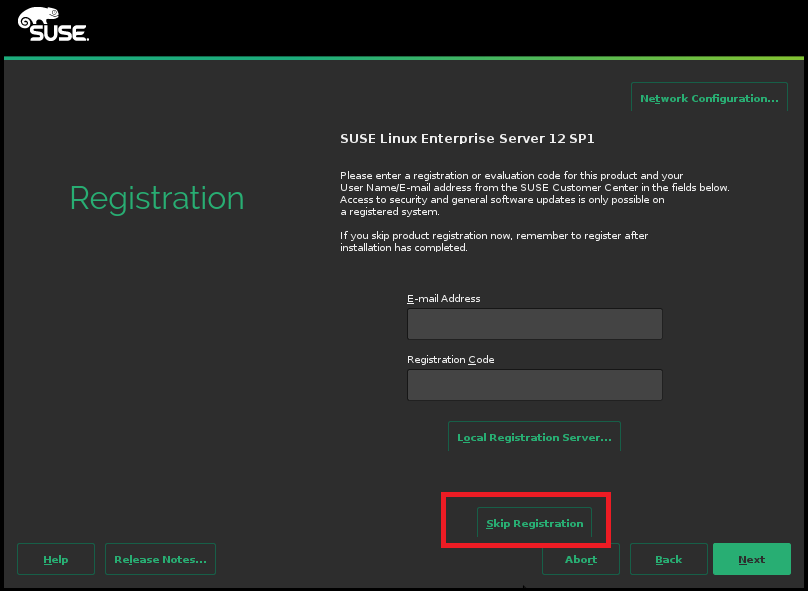 SUSE
Network Configuration...
SUSE Linux Enterprise Server 12 SP1
Registration
Please enter a registration or evaluation code for this product and your
User Name/E-mail address from the SUSE Customer Center in the fields below.
Access to security and general software updates is only possible on
a registered system.
If you skip product registration now, remember to register after
installation has completed.
E-mail Address
Registration Code
Local Registration Server...
Skip Registration
Help
Release Notes...
Abort
Back
Next